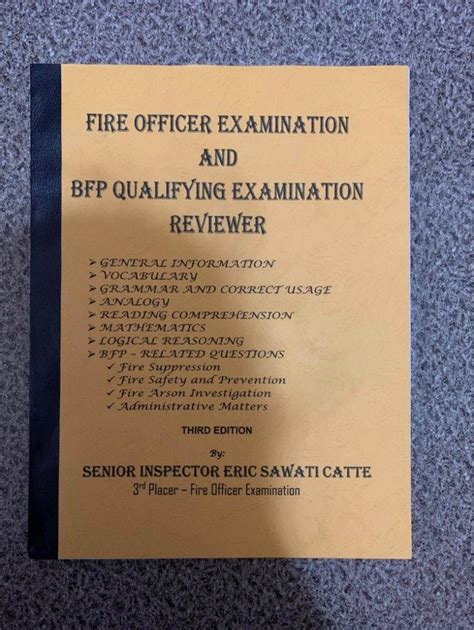 FIRE OFFICER EXAMINATION
AND
BFP QUALIFYING EXAMINATION
REVIEWER
➢ GENERAL INFORMATION
➢ VOCABULARY
➢ GRAMMAR AND CORRECT USAGE
➢ ANALOGY
➢ READING COMPREHENSION
➢ MATHEMATICS
➢ LOGICAL REASONING
➢ BFP – RELATED QUESTIONS
✓ Fire Suppression
✓ Fire Safety and Prevention
✓ Fire Arson Investigation
✓ Administrative Matters
THIRD EDITION
By:
SENIOR INSPECTOR ERIC SAWATI CATTE
3rd Placer – Fire Officer Examination